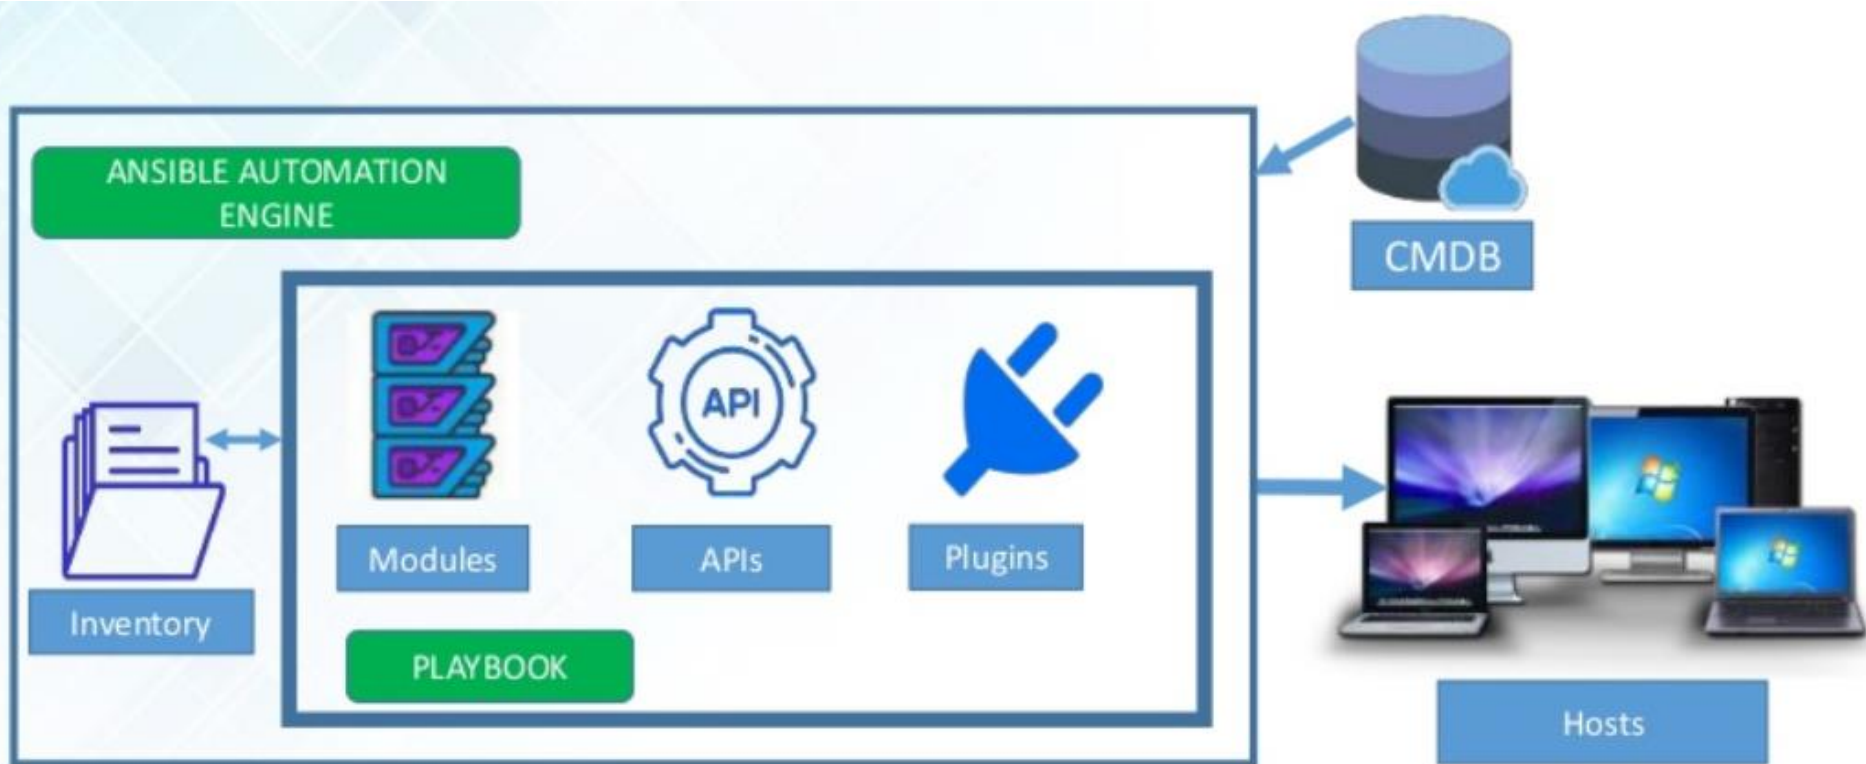 ANSIBLE AUTOMATION
ENGINE
CMDB
API
Modules
APIs
Plugins
Inventory
PLAYBOOK
Hosts